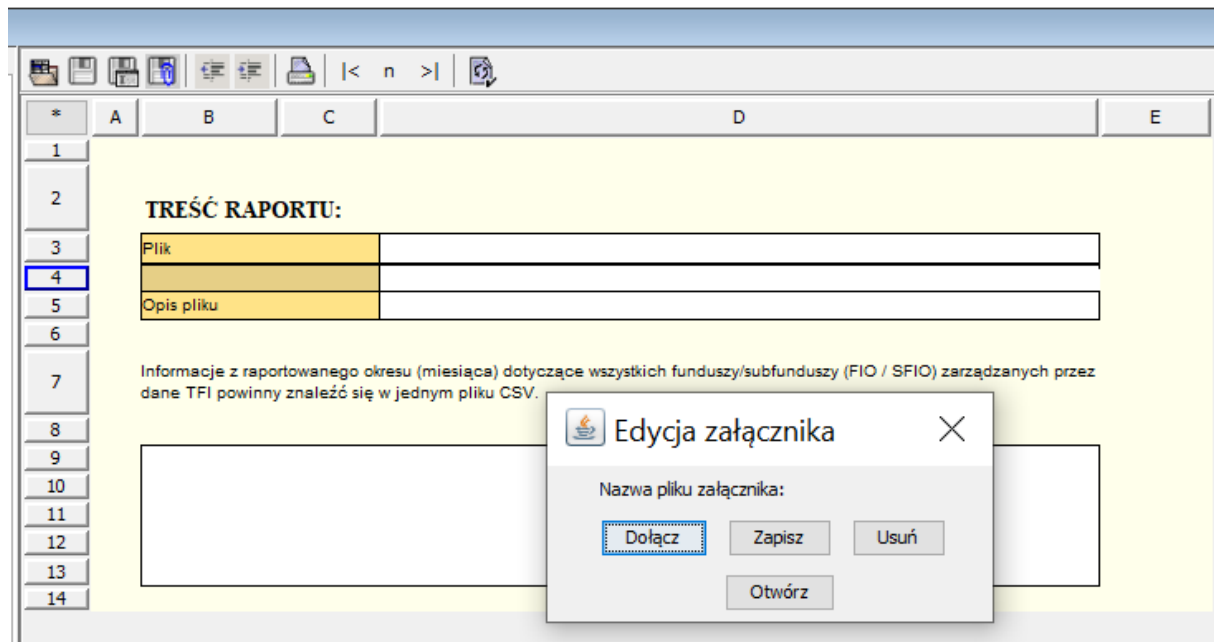 |< n >|
* A B C D E
1
2 TREŚĆ RAPORTU:
3 Plik
4
5 Opis pliku
6
7 Informacje z raportowanego okresu (miesiąca) dotyczące wszystkich funduszy/subfunduszy (FIO / SFIO) zarządzanych przez
dane TFI powinny znaleźć się w jednym pliku CSV.
8
9
10
11
12
13
14
Edycja załącznika
Nazwa pliku załącznika:
Dołącz Zapisz Usuń
Otwórz